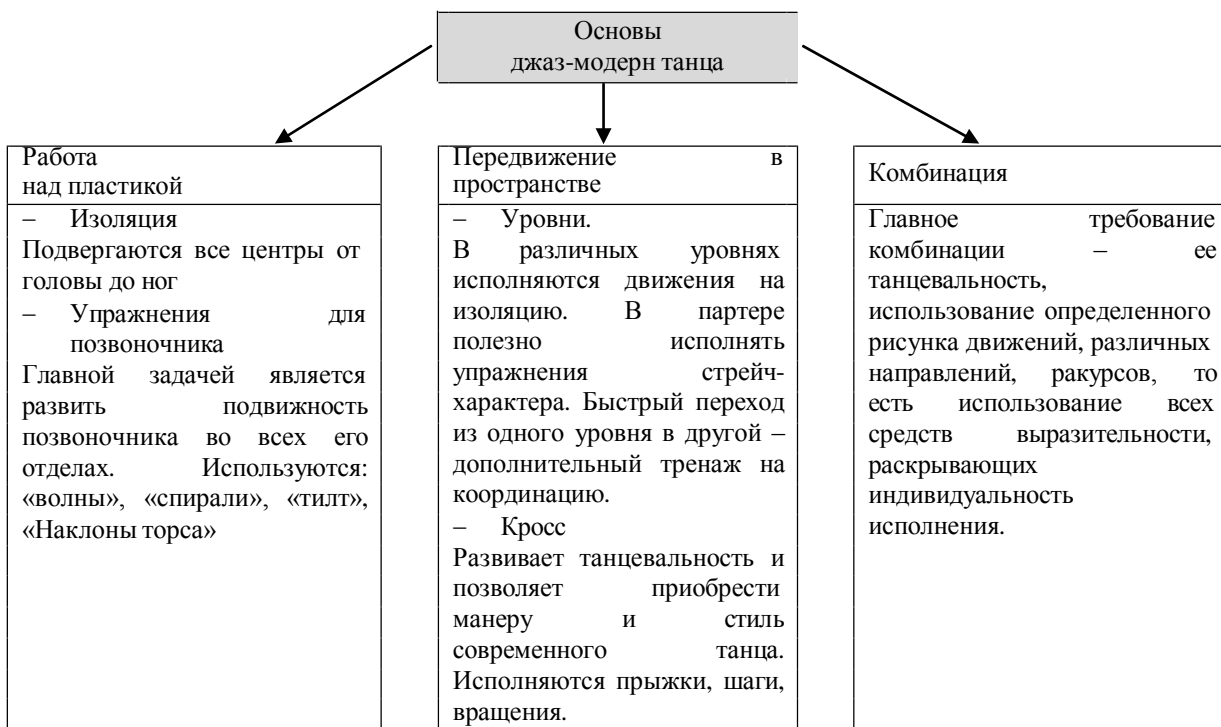 Основы
джаз-модерн танца
Работа
над пластикой
– Изоляция
Подвергаются все центры от
головы до ног
– Упражнения для
позвоночника
Главной задачей является
развить подвижность
позвоночника во всех его
отделах. Используются:
«волны», «спирали», «тилт»,
«Наклоны торса»
Передвижение в
пространстве
– Уровни.
В различных уровнях
исполняются движения на
изоляцию. В партере
полезно исполнять
упражнения стрейч-
характера. Быстрый переход
из одного уровня в другой –
дополнительный тренаж на
координацию.
– Кросс
Развивает танцевальность и
позволяет приобрести
манеру и стиль
современного танца.
Исполняются прыжки, шаги,
вращения.
Комбинация
Главное требование
комбинации – ее
танцевальность,
использование определенного
рисунка движений, различных
направлений, ракурсов, то
есть использование всех
средств выразительности,
раскрывающих
индивидуальность
исполнения.